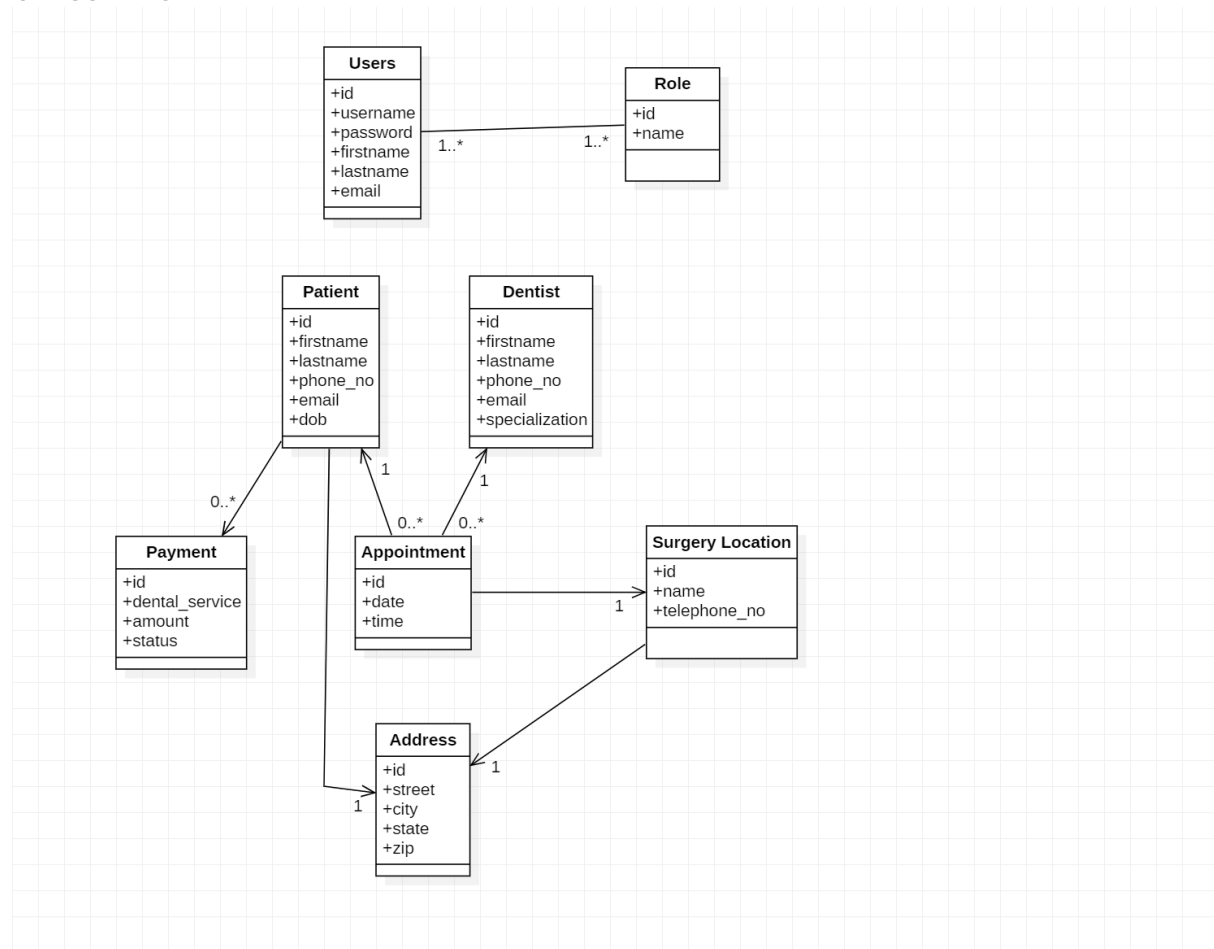 Users
+id
+username
+password
+firstname
+lastname
+email
Role
+id
+name
1..*
1..*
Patient
+id
+firstname
+lastname
+phone_no
+email
+dob
Dentist
+id
+firstname
+lastname
+phone_no
+email
+specialization
1
1
0..*
0..*
0..*
Payment
+id
+dental_service
+amount
+status
Appointment
+id
+date
+time
Surgery Location
+id
+name
+telephone_no
1
Address
+id
+street
+city
+state
+zip
1
1